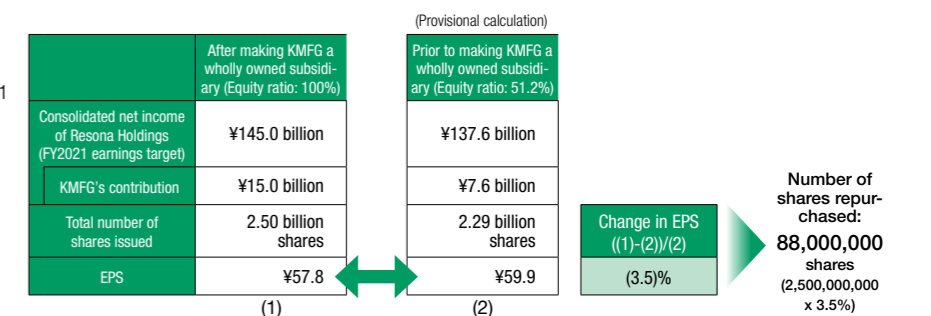 (Provisional calculation)
After making KMFG a
wholly owned subsidi-
ary (Equity ratio: 100%)
Prior to making KMFG a
wholly owned subsidi-
ary (Equity ratio: 51.2%)
1
Consolidated net income
of Resona Holdings
(FY2021 earnings target)
¥145.0 billion
¥137.6 billion
KMFG's contribution
¥15.0 billion
¥7.6 billion
Total number of
shares issued
2.50 billion
shares
2.29 billion
shares
EPS
¥57.8
¥59.9
(1)
(2)
Change in EPS
((1)-(2))/(2)
(3.5)%
Number of
shares repur-
chased:
88,000,000
shares
(2,500,000,000
x 3.5%)